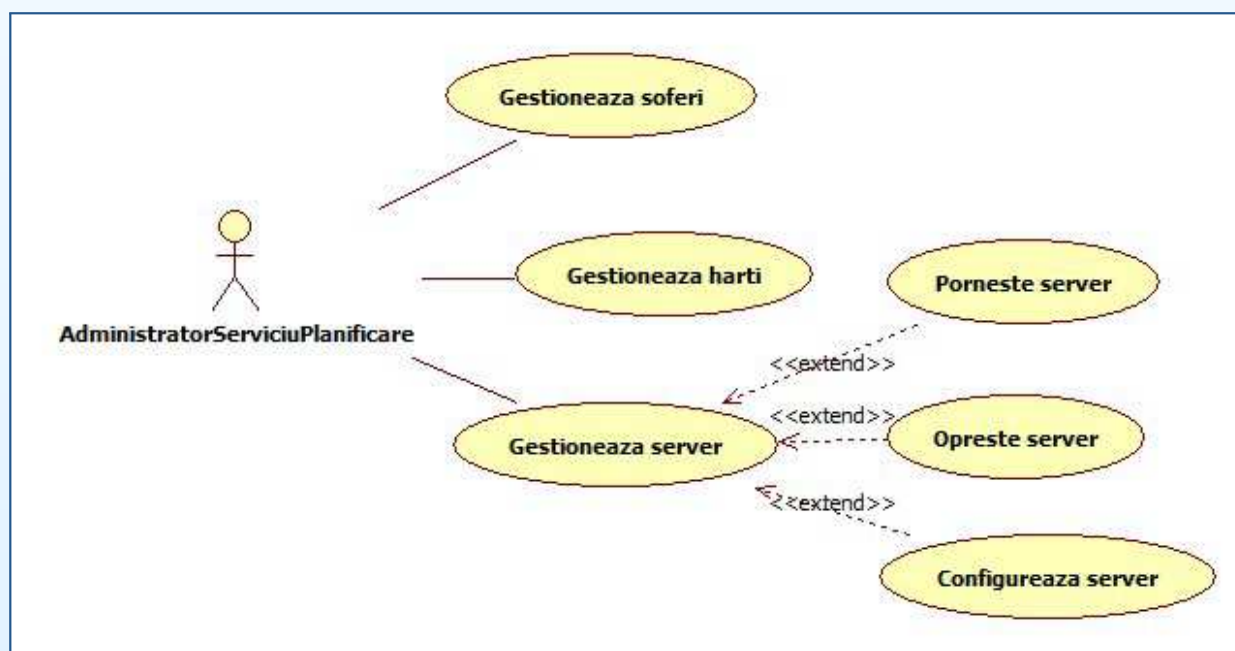 Gestioneaza soferi
Gestioneaza harti
Porneste server
AdministratorServiciuPlanificare
<<extend>>
<<extend>>
Gestioneaza server
Opreste server
<<extend>>
Configureaza server